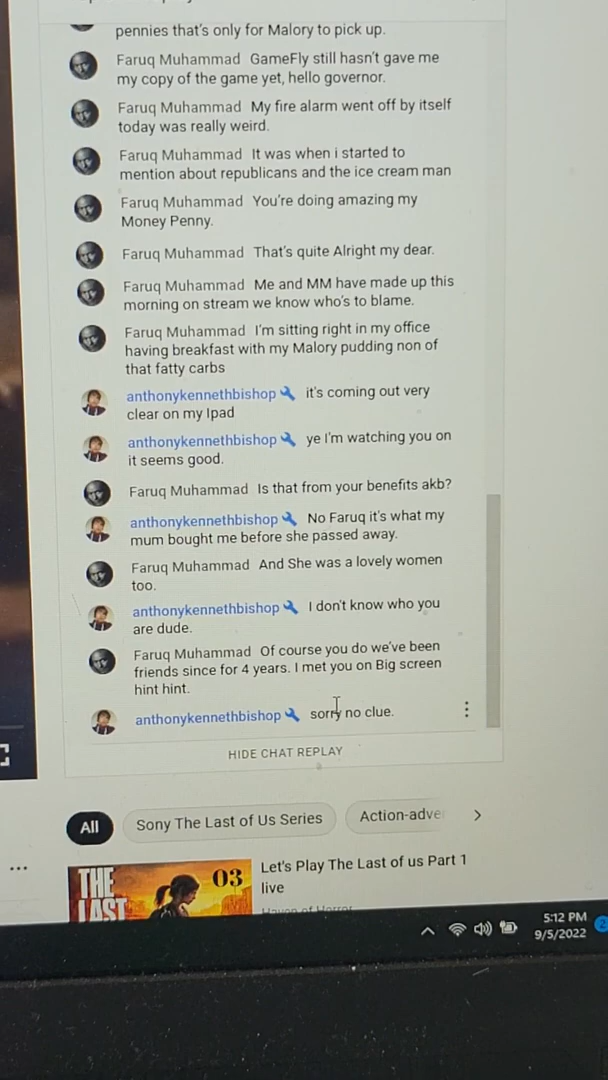 pennies that's only for Malory to pick up.
Faruq Muhammad GameFly still hasn't gave me
my copy of the game yet, hello governor.
Faruq Muhammad My fire alarm went off by itself
today was really weird.
Faruq Muhammad It was when i started to
mention about republicans and the ice cream man
Faruq Muhammad You're doing amazing my
Money Penny.
Faruq Muhammad That's quite Alright my dear.
Faruq Muhammad Me and MM have made up this
morning on stream we know who's to blame.
Faruq Muhammad I'm sitting right in my office
having breakfast with my Malory pudding non of
that fatty carbs
anthonykennethbishop it's coming out very
clear on my Ipad
anthonykennethbishop ye I'm watching you on
it seems good.
Faruq Muhammad Is that from your benefits akb?
anthonykennethbishop No Faruq it's what my
mum bought me before she passed away.
Faruq Muhammad And She was a lovely women
too.
anthonykennethbishop I don't know who you
are dude.
Faruq Muhammad Of course you do we've been
friends since for 4 years. I met you on Big screen
hint hint.
anthonykennethbishop sorry no clue.
HIDE CHAT REPLAY
All Sony The Last of Us Series Action-adve
THE LAST 03
Let's Play The Last of us Part 1
live
5:12 PM
9/5/2022
2